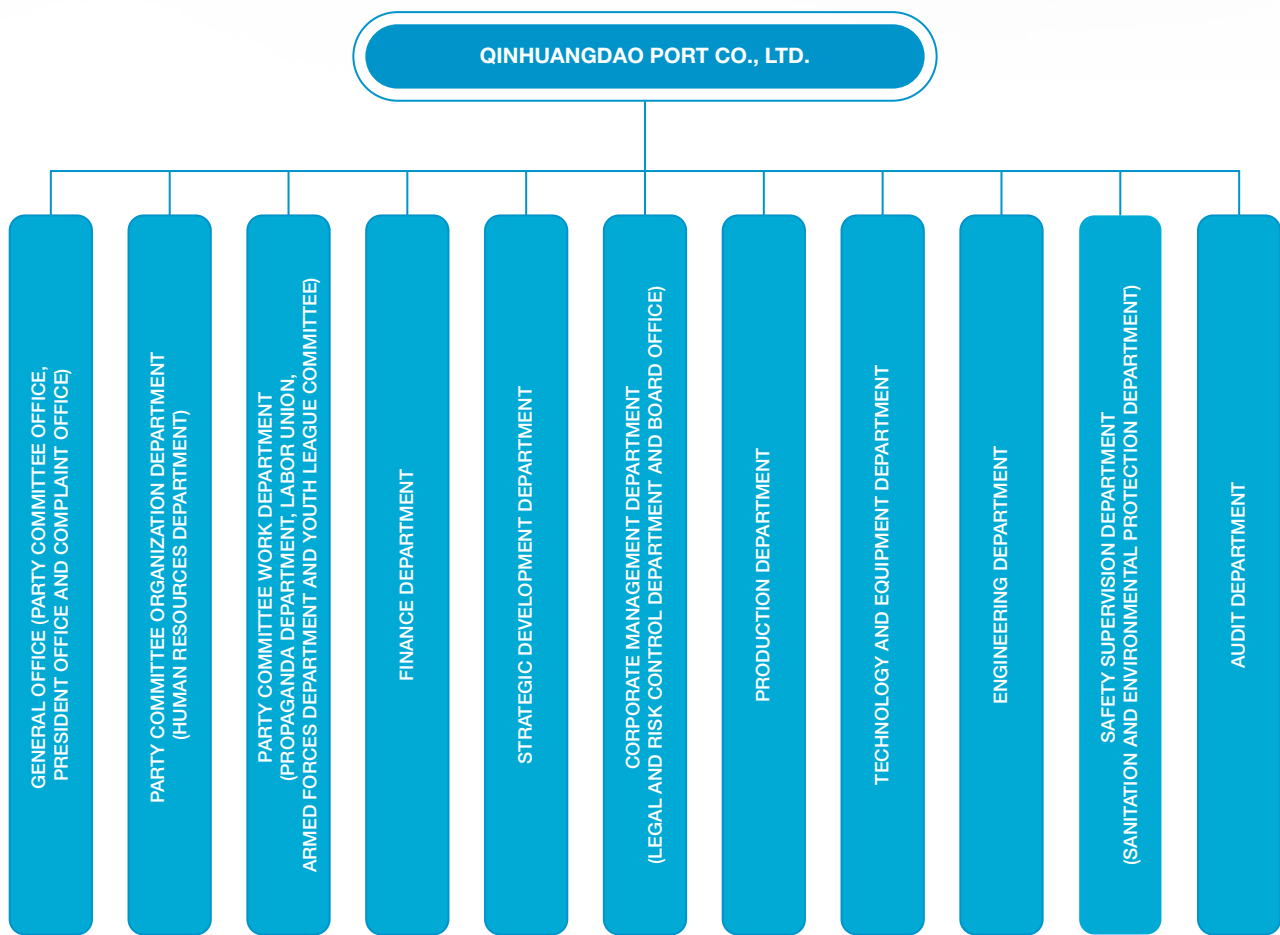 QINHUANGDAO PORT CO., LTD.
GENERAL OFFICE (PARTY COMMITTEE OFFICE,
PRESIDENT OFFICE AND COMPLAINT OFFICE)
PARTY COMMITTEE ORGANIZATION DEPARTMENT
(HUMAN RESOURCES DEPARTMENT)
PARTY COMMITTEE WORK DEPARTMENT
(PROPAGANDA DEPARTMENT, LABOR UNION,
ARMED FORCES DEPARTMENT AND YOUTH LEAGUE COMMITTEE)
FINANCE DEPARTMENT
STRATEGIC DEVELOPMENT DEPARTMENT
CORPORATE MANAGEMENT DEPARTMENT
(LEGAL AND RISK CONTROL DEPARTMENT AND BOARD OFFICE)
PRODUCTION DEPARTMENT
TECHNOLOGY AND EQUIPMENT DEPARTMENT
ENGINEERING DEPARTMENT
SAFETY SUPERVISION DEPARTMENT
(SANITATION AND ENVIRONMENTAL PROTECTION DEPARTMENT)
AUDIT DEPARTMENT